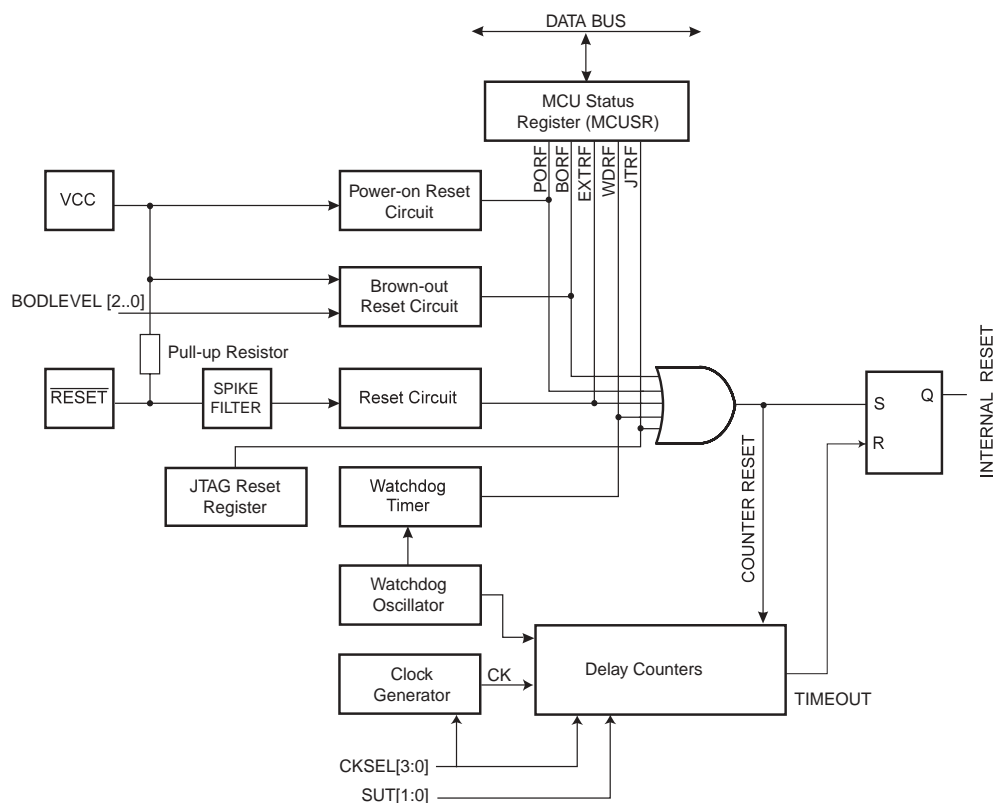 DATA BUS
MCU Status
Register (MCUSR)
PORF
BORF
EXTRF
WDRF
JTRF
VCC
Power-on Reset
Circuit
Brown-out
Reset Circuit
BODLEVEL [2..0]
Pull-up Resistor
RESET
SPIKE
FILTER
Reset Circuit
JTAG Reset
Register
Watchdog
Timer
Watchdog
Oscillator
Clock
Generator
CK
Delay Counters
CKSEL[3:0]
SUT[1:0]
COUNTER RESET
TIMEOUT
S
R
Q
INTERNAL RESET